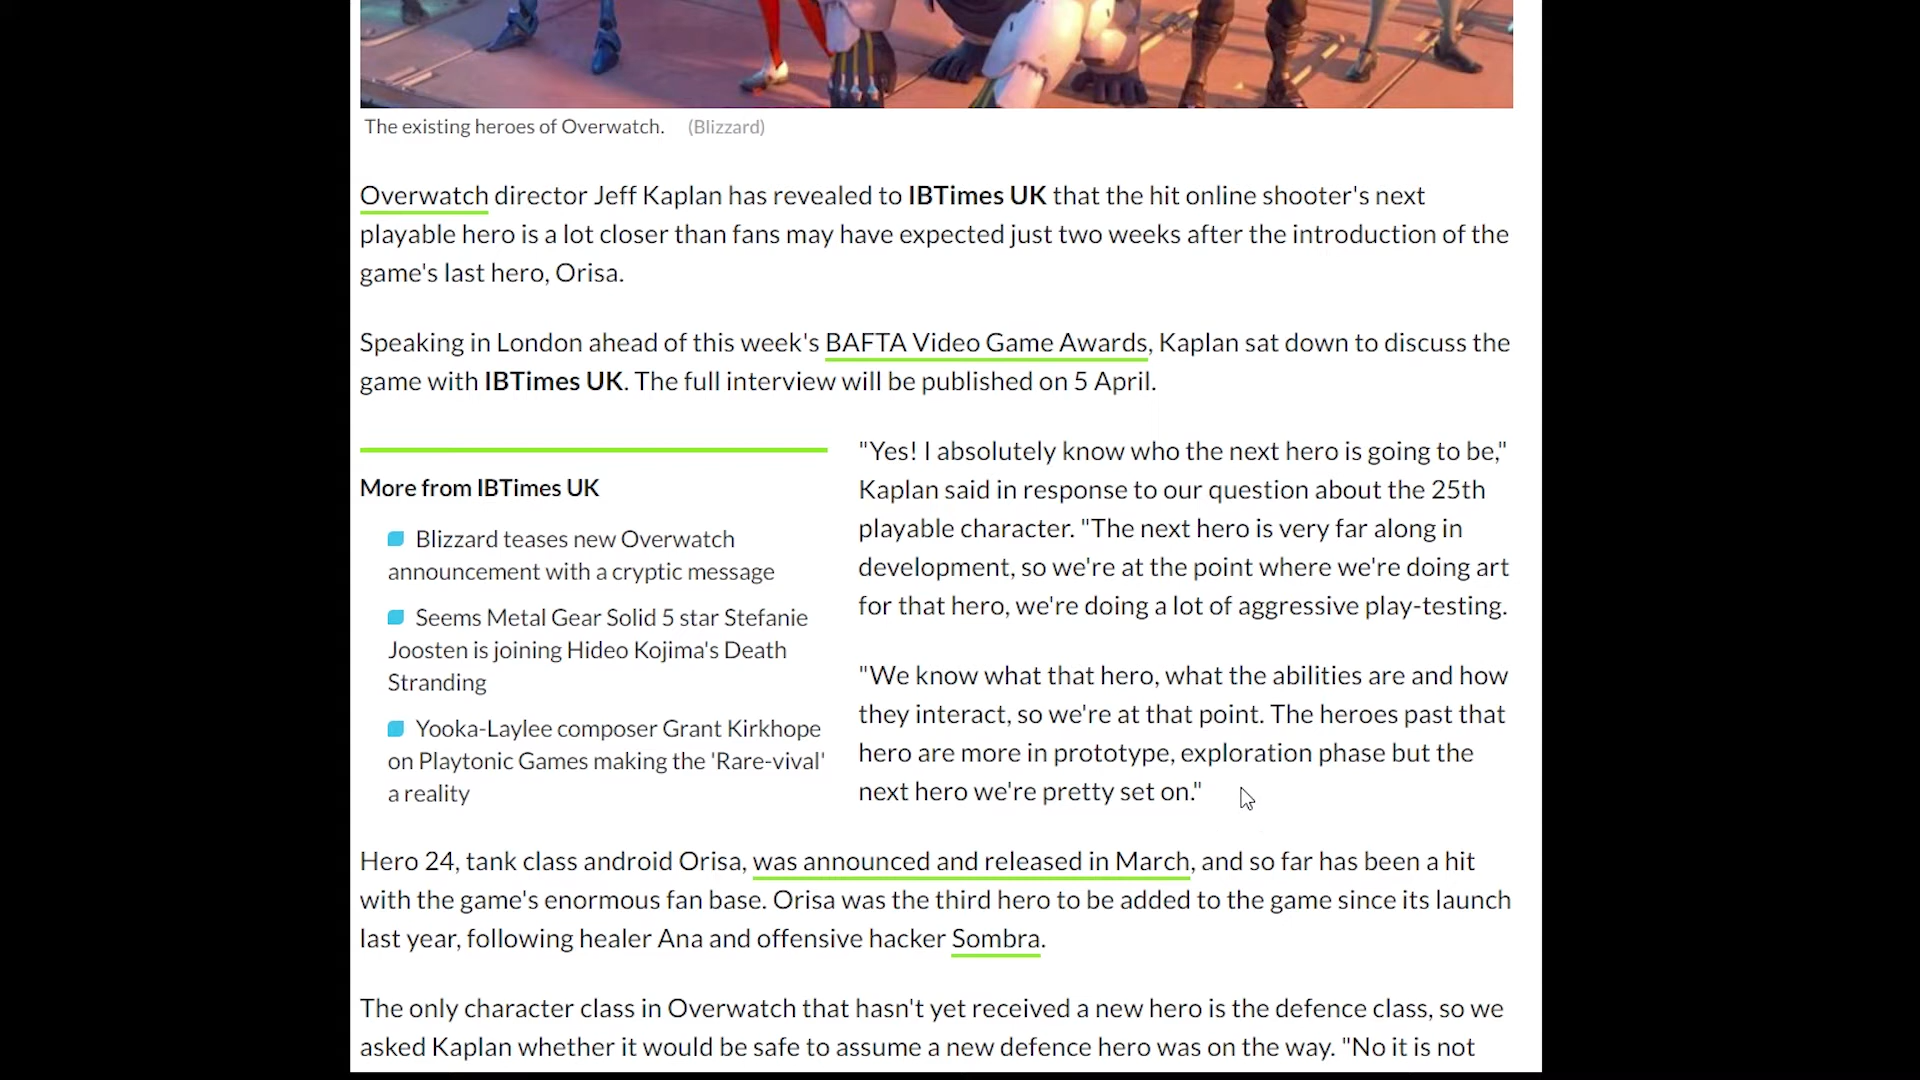 The existing heroes of Overwatch. (Blizzard)
Overwatch director Jeff Kaplan has revealed to IBTimes UK that the hit online shooter's next
playable hero is a lot closer than fans may have expected just two weeks after the introduction of the
game's last hero, Orisa.
Speaking in London ahead of this week's BAFTA Video Game Awards, Kaplan sat down to discuss the
game with IBTimes UK. The full interview will be published on 5 April.
More from IBTimes UK
Blizzard teases new Overwatch
announcement with a cryptic message
Seems Metal Gear Solid 5 star Stefanie
Joosten is joining Hideo Kojima's Death
Stranding
Yooka-Laylee composer Grant Kirkhope
on Playtonic Games making the 'Rare-vival'
a reality
"Yes! I absolutely know who the next hero is going to be,"
Kaplan said in response to our question about the 25th
playable character. "The next hero is very far along in
development, so we're at the point where we're doing art
for that hero, we're doing a lot of aggressive play-testing.
"We know what that hero, what the abilities are and how
they interact, so we're at that point. The heroes past that
hero are more in prototype, exploration phase but the
next hero we're pretty set on."
Hero 24, tank class android Orisa, was announced and released in March, and so far has been a hit
with the game's enormous fan base. Orisa was the third hero to be added to the game since its launch
last year, following healer Ana and offensive hacker Sombra.
The only character class in Overwatch that hasn't yet received a new hero is the defence class, so we
asked Kaplan whether it would be safe to assume a new defence hero was on the way. "No it is not